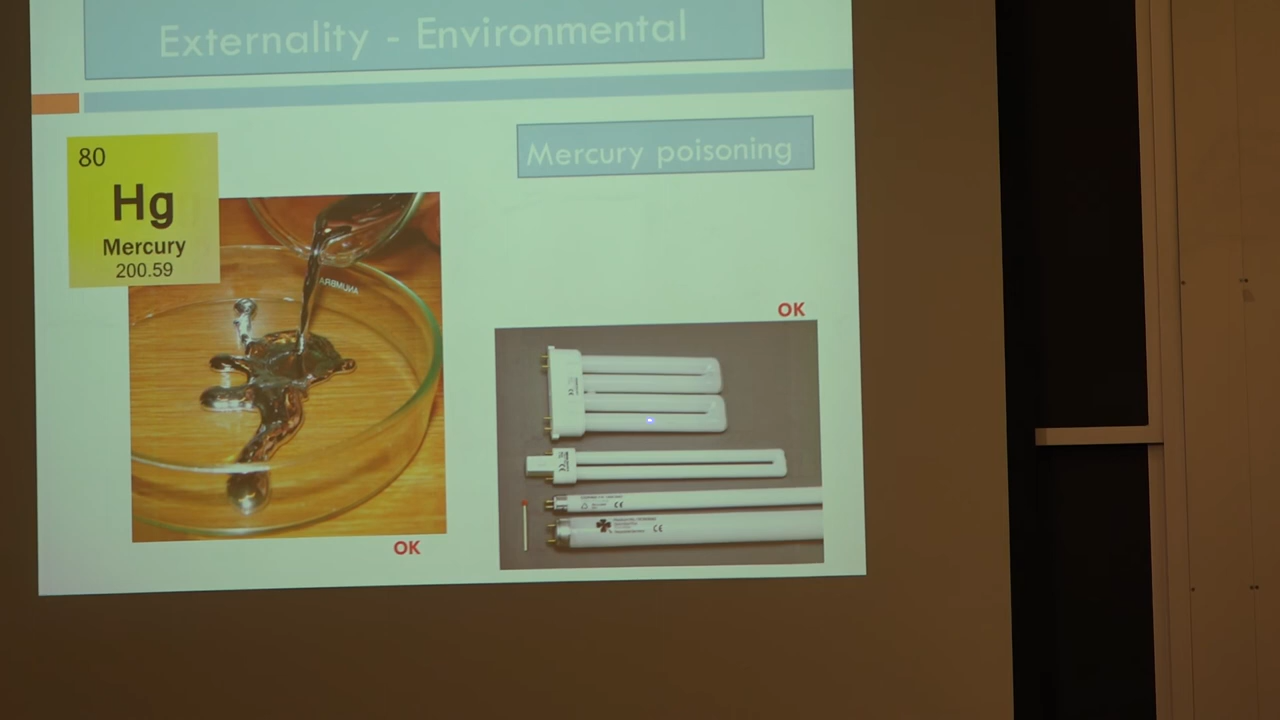 Externality - Environmental
80
Hg
Mercury
200.59
Mercury poisoning
OK
OK